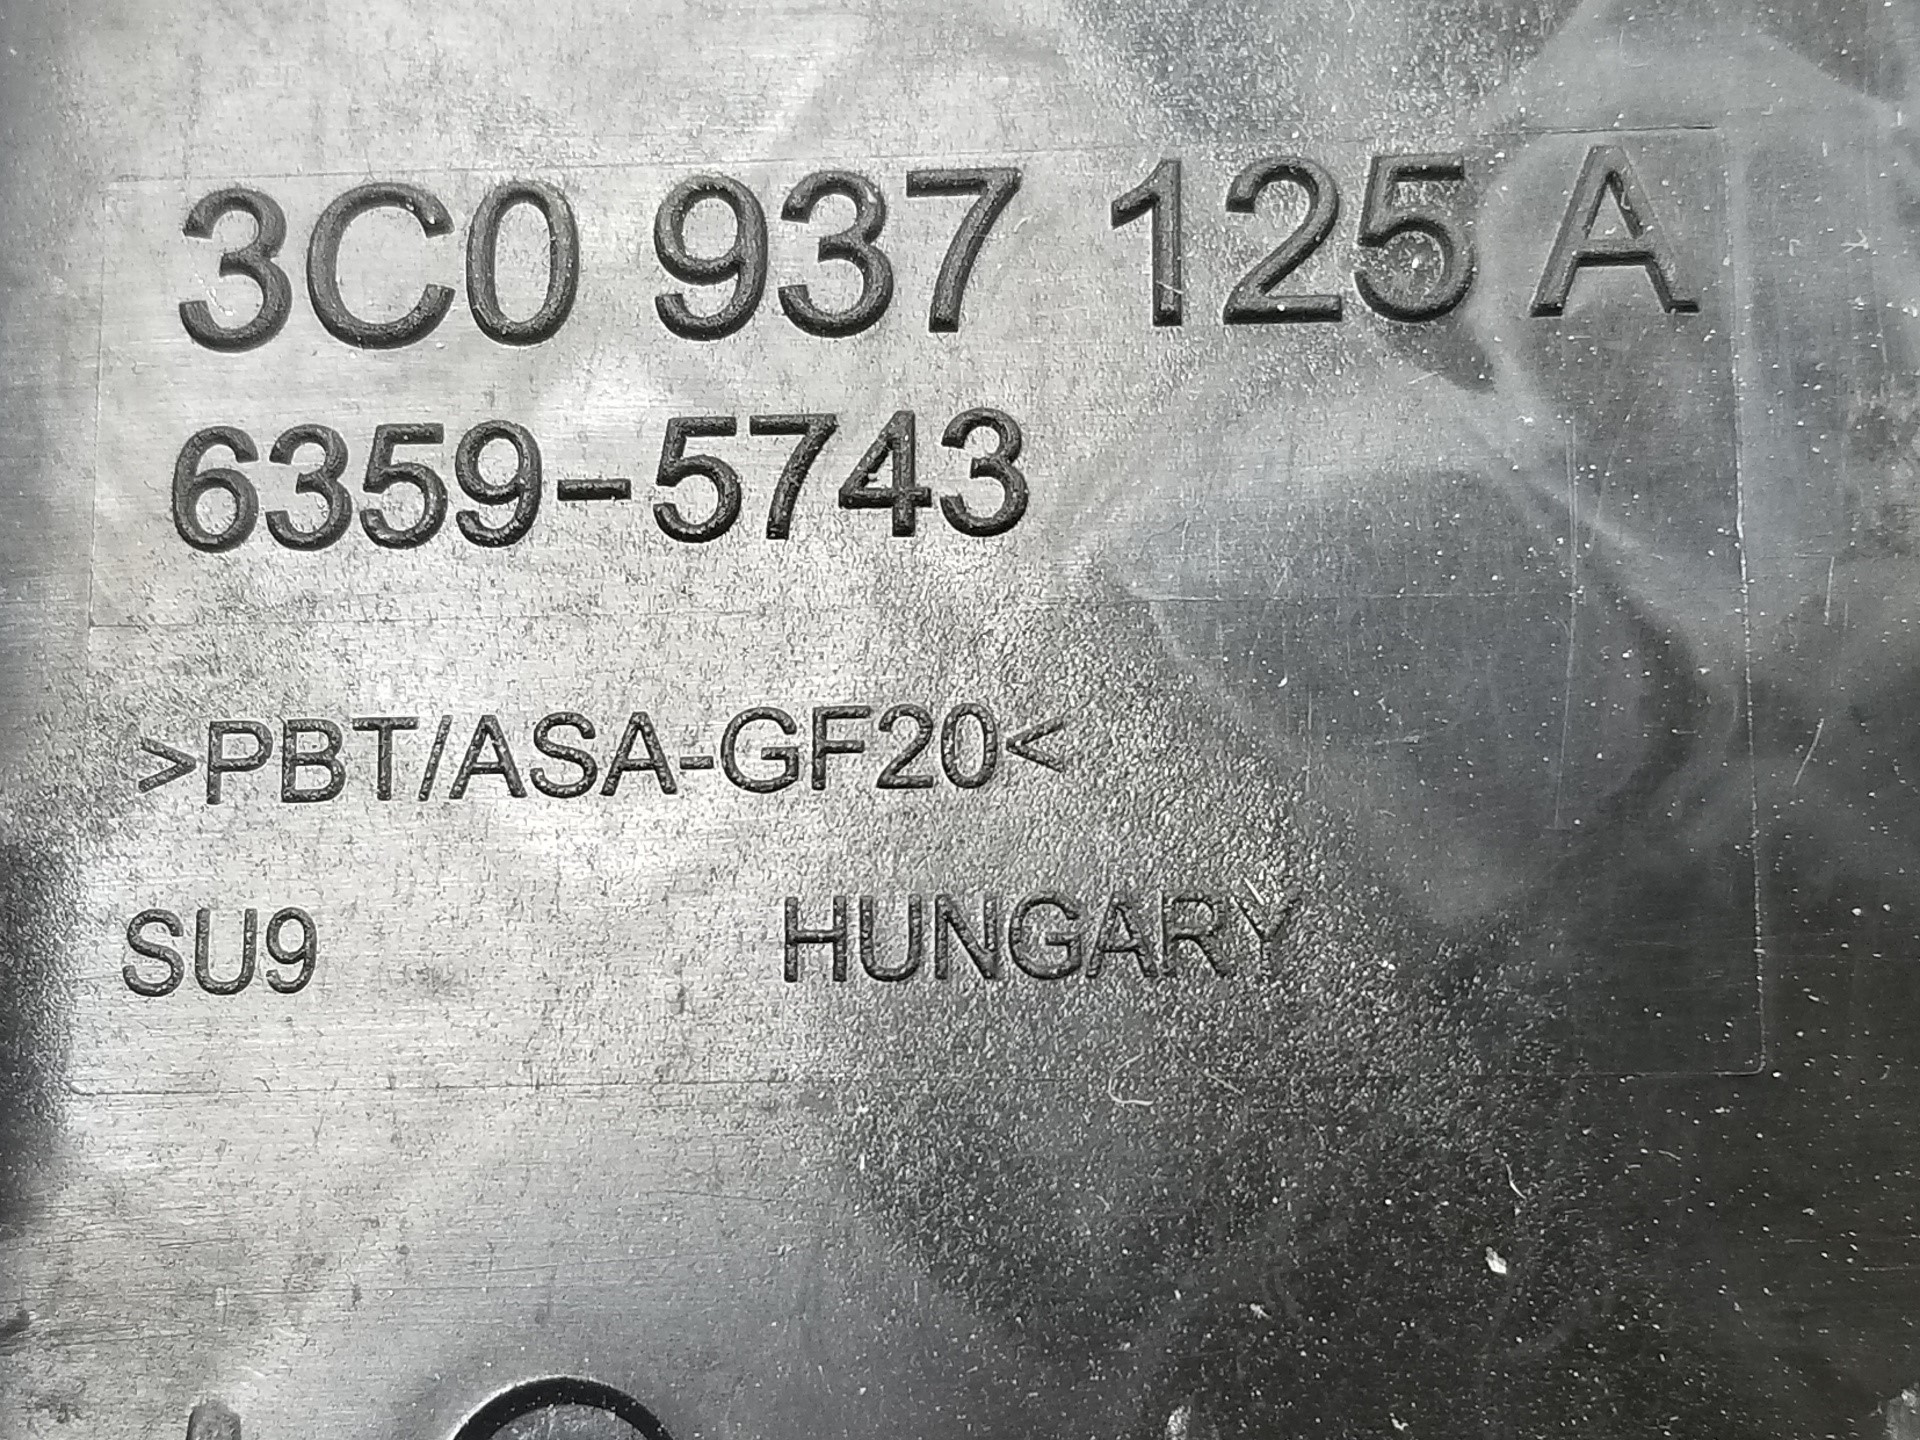 3C0 937 125 A
6359-5743
>PBT/ASA-GF20<
SU9 HUNGARY